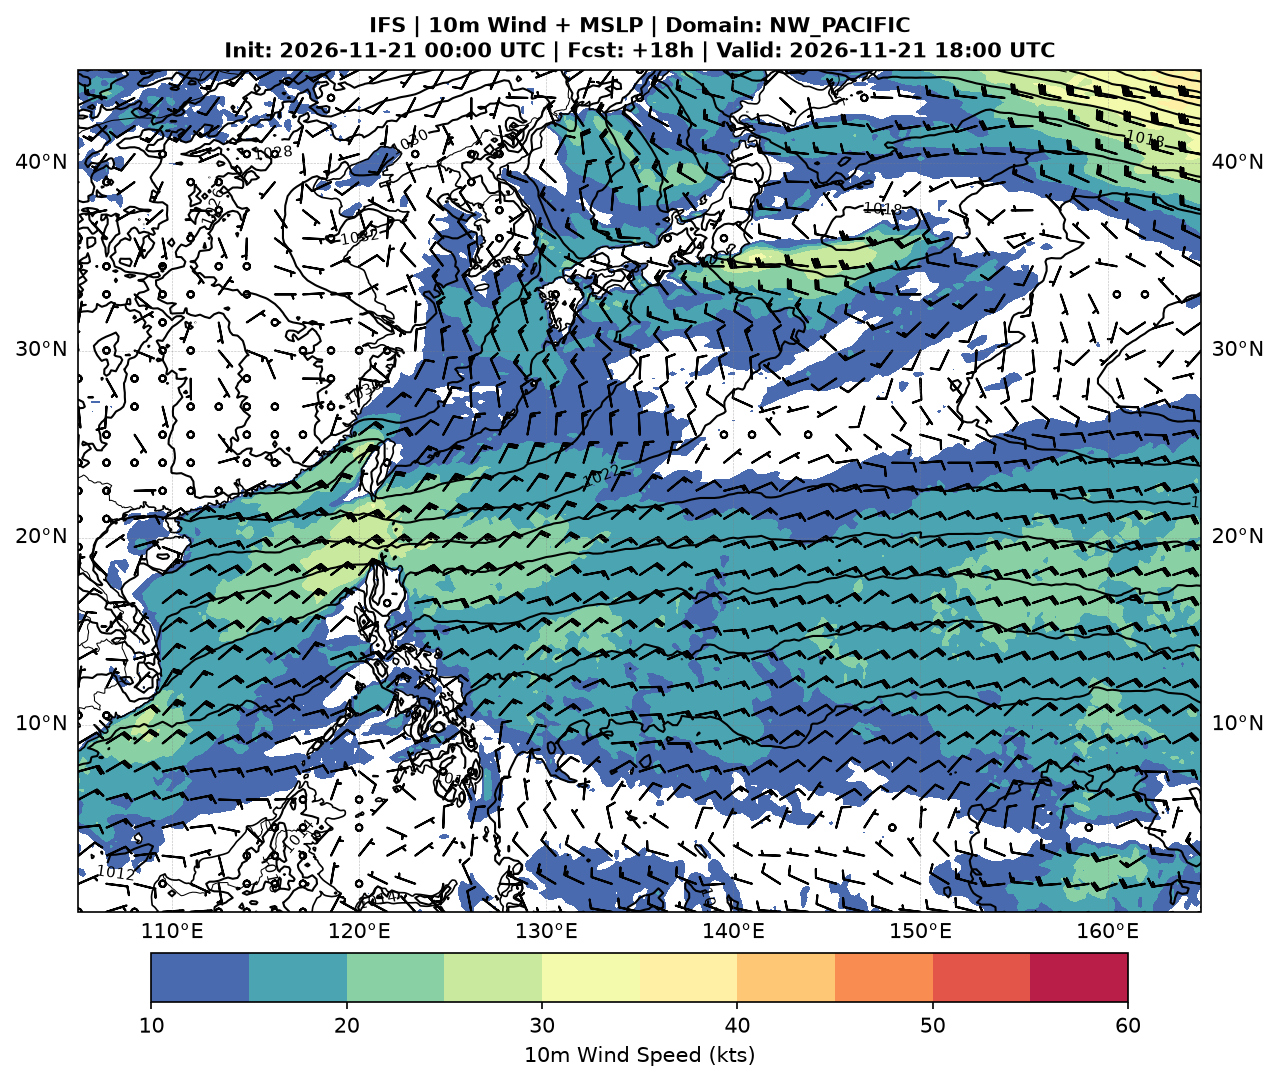 IFS | 10m Wind + MSLP | Domain: NW_PACIFIC
Init: 2026-11-21 00:00 UTC | Fcst: +18h | Valid: 2026-11-21 18:00 UTC
40°N
30°N
20°N
10°N
40°N
30°N
20°N
10°N
1018
1028
1018
1032
1022
1012
110°E 120°E 130°E 140°E 150°E 160°E
10 20 30 40 50 60
10m Wind Speed (kts)